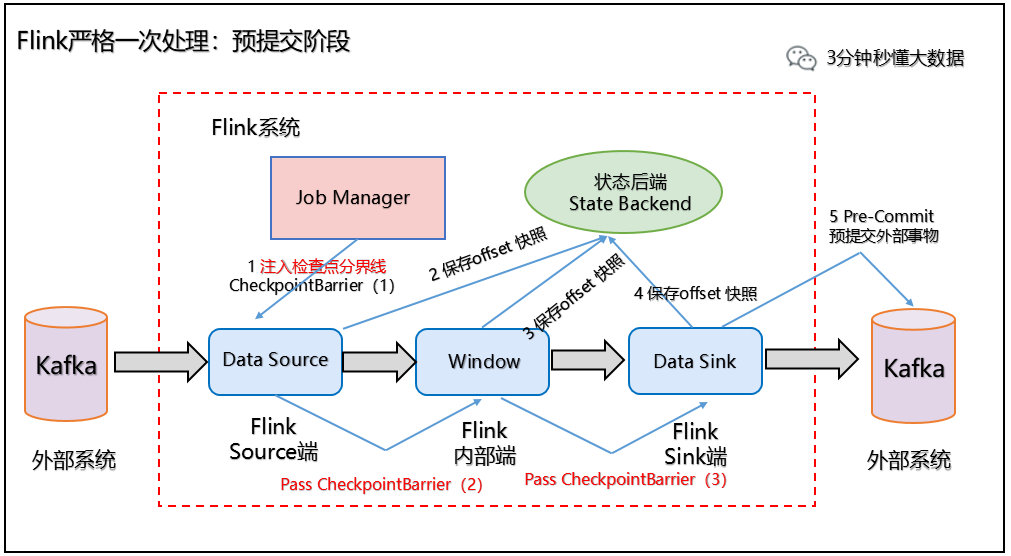 Flink严格一次处理：预提交阶段
3分钟秒懂大数据
Flink系统
Job Manager
状态后端
State Backend
5 Pre-Commit
预提交外部事物
1 注入检查点分界线
CheckpointBarrier（1）
2 保存offset 快照
3 保存offset 快照
4 保存offset 快照
Kafka
Data Source
Window
Data Sink
Kafka
外部系统
Flink
Source端
Flink
内部端
Flink
Sink端
外部系统
Pass CheckpointBarrier（2）
Pass CheckpointBarrier（3）